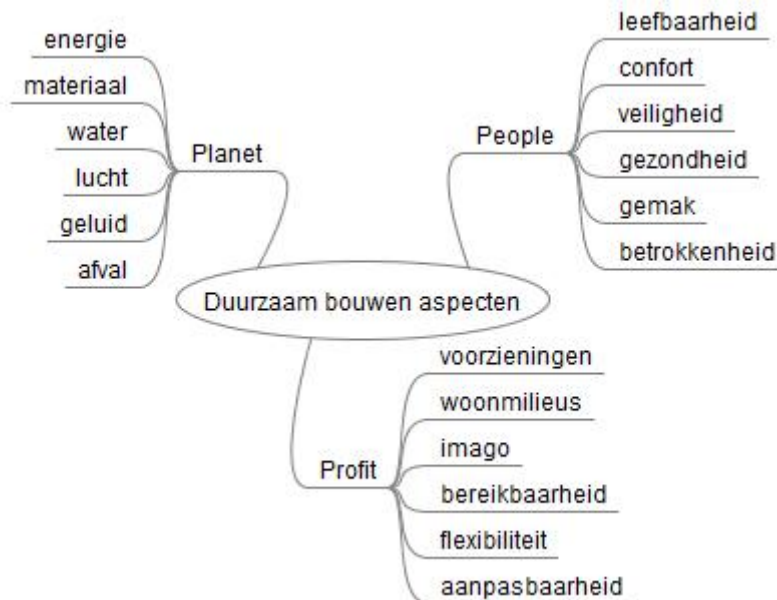 Duurzaam bouwen aspecten
Planet
energie
materiaal
water
lucht
geluid
afval
People
leefbaarheid
confort
veiligheid
gezondheid
gemak
betrokkenheid
Profit
voorzieningen
woonmilieus
imago
bereikbaarheid
flexibiliteit
aanpasbaarheid